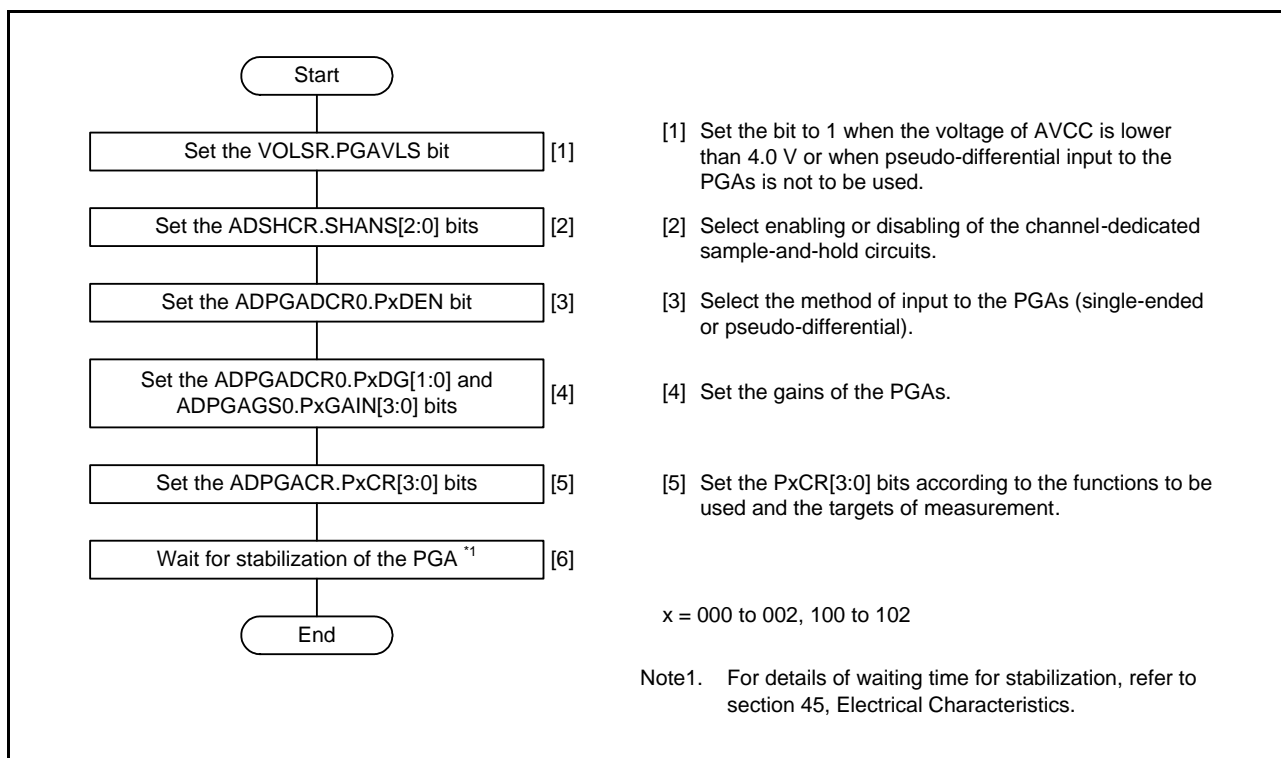 Start
Set the VOLSR.PGAVLS bit [1]
Set the ADSHCR.SHANS[2:0] bits [2]
Set the ADPGADCR0.PxDEN bit [3]
Set the ADPGADCR0.PxDG[1:0] and
ADPGAGS0.PxGAIN[3:0] bits [4]
Set the ADPGACR.PxCR[3:0] bits [5]
Wait for stabilization of the PGA *1 [6]
End
[1] Set the bit to 1 when the voltage of AVCC is lower
than 4.0 V or when pseudo-differential input to the
PGAs is not to be used.
[2] Select enabling or disabling of the channel-dedicated
sample-and-hold circuits.
[3] Select the method of input to the PGAs (single-ended
or pseudo-differential).
[4] Set the gains of the PGAs.
[5] Set the PxCR[3:0] bits according to the functions to be
used and the targets of measurement.
x = 000 to 002, 100 to 102
Note1. For details of waiting time for stabilization, refer to
section 45, Electrical Characteristics.